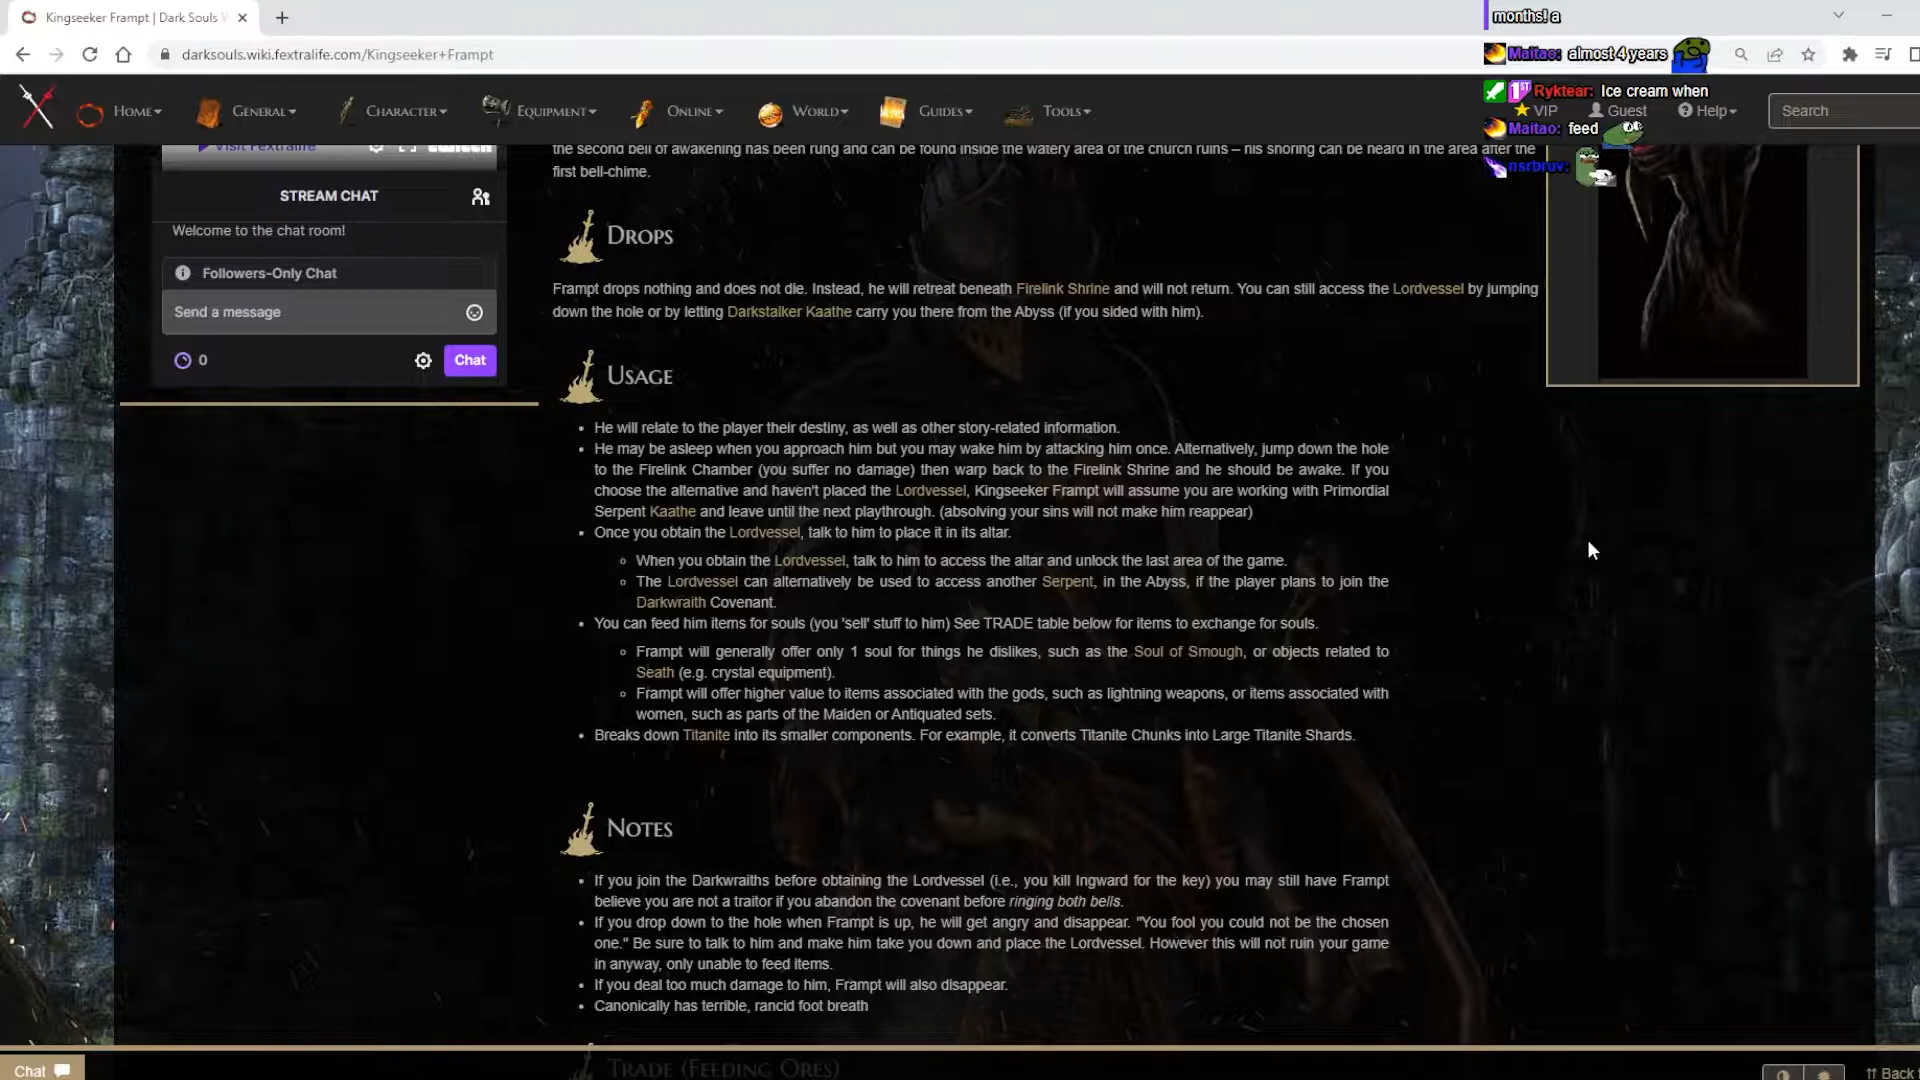 Kingseeker Frampt | Dark Souls W
months! a
darksouls.wiki.fextralife.com/Kingseeker+Frampt
Maitao: almost 4 years
Ryktear: Ice cream when
Home
General
Character
Equipment
Online
World
Guides
Tools
VIP
Guest
Help
Search
Maitao: feed
nsrbruv:
Visit Fextralife
twitch
STREAM CHAT
Welcome to the chat room!
Followers-Only Chat
Send a message
0
Chat
the second bell of awakening has been rung and can be found inside the watery area of the church ruins – his snoring can be heard in the area after the
first bell-chime.
Drops
Frampt drops nothing and does not die. Instead, he will retreat beneath Firelink Shrine and will not return. You can still access the Lordvessel by jumping
down the hole or by letting Darkstalker Kaathe carry you there from the Abyss (if you sided with him).
Usage
He will relate to the player their destiny, as well as other story-related information.
He may be asleep when you approach him but you may wake him by attacking him once. Alternatively, jump down the hole
to the Firelink Chamber (you suffer no damage) then warp back to the Firelink Shrine and he should be awake. If you
choose the alternative and haven't placed the Lordvessel, Kingseeker Frampt will assume you are working with Primordial
Serpent Kaathe and leave until the next playthrough. (absolving your sins will not make him reappear)
Once you obtain the Lordvessel, talk to him to place it in its altar.
When you obtain the Lordvessel, talk to him to access the altar and unlock the last area of the game.
The Lordvessel can alternatively be used to access another Serpent, in the Abyss, if the player plans to join the
Darkwraith Covenant.
You can feed him items for souls (you 'sell' stuff to him) See TRADE table below for items to exchange for souls.
Frampt will generally offer only 1 soul for things he dislikes, such as the Soul of Smough, or objects related to
Seath (e.g. crystal equipment).
Frampt will offer higher value to items associated with the gods, such as lightning weapons, or items associated with
women, such as parts of the Maiden or Antiquated sets.
Breaks down Titanite into its smaller components. For example, it converts Titanite Chunks into Large Titanite Shards.
Notes
If you join the Darkwraiths before obtaining the Lordvessel (i.e., you kill Ingward for the key) you may still have Frampt
believe you are not a traitor if you abandon the covenant before ringing both bells.
If you drop down to the hole when Frampt is up, he will get angry and disappear. "You fool you could not be the chosen
one." Be sure to talk to him and make him take you down and place the Lordvessel. However this will not ruin your game
in anyway, only unable to feed items.
If you deal too much damage to him, Frampt will also disappear.
Canonically has terrible, rancid foot breath
Trade (Feeding Ores)
Chat
Back